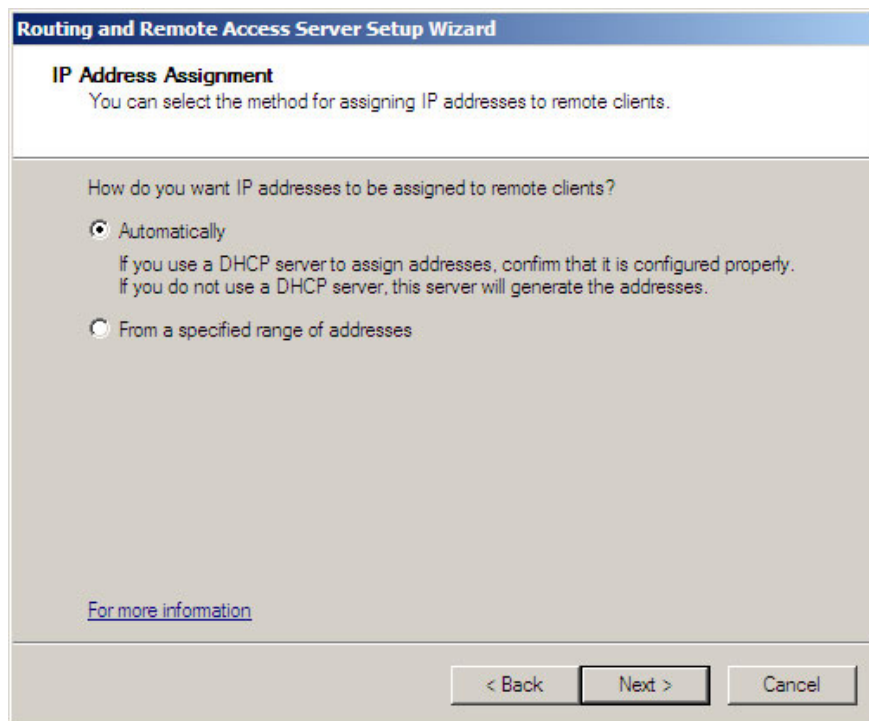 Routing and Remote Access Server Setup Wizard
IP Address Assignment
You can select the method for assigning IP addresses to remote clients.
How do you want IP addresses to be assigned to remote clients?
Automatically
If you use a DHCP server to assign addresses, confirm that it is configured properly.
If you do not use a DHCP server, this server will generate the addresses.
From a specified range of addresses
For more information
< Back Next > Cancel